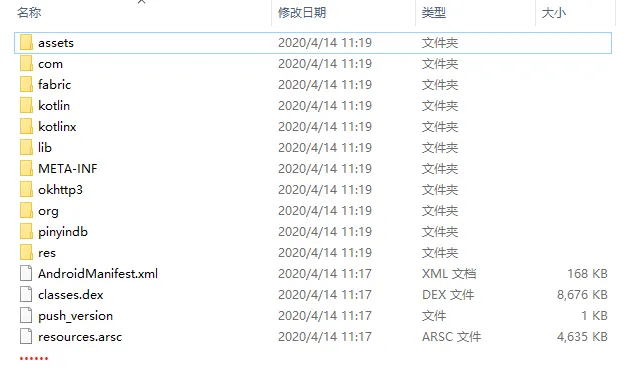 名称 修改日期 类型 大小
assets 2020/4/14 11:19 文件夹
com 2020/4/14 11:19 文件夹
fabric 2020/4/14 11:19 文件夹
kotlin 2020/4/14 11:19 文件夹
kotlinx 2020/4/14 11:19 文件夹
lib 2020/4/14 11:19 文件夹
META-INF 2020/4/14 11:19 文件夹
okhttp3 2020/4/14 11:19 文件夹
org 2020/4/14 11:19 文件夹
pinyindb 2020/4/14 11:19 文件夹
res 2020/4/14 11:19 文件夹
AndroidManifest.xml 2020/4/14 11:17 XML 文档 168 KB
classes.dex 2020/4/14 11:17 DEX 文件 8,676 KB
push_version 2020/4/14 11:17 文件 1 KB
resources.arsc 2020/4/14 11:17 ARSC 文件 4,635 KB
......